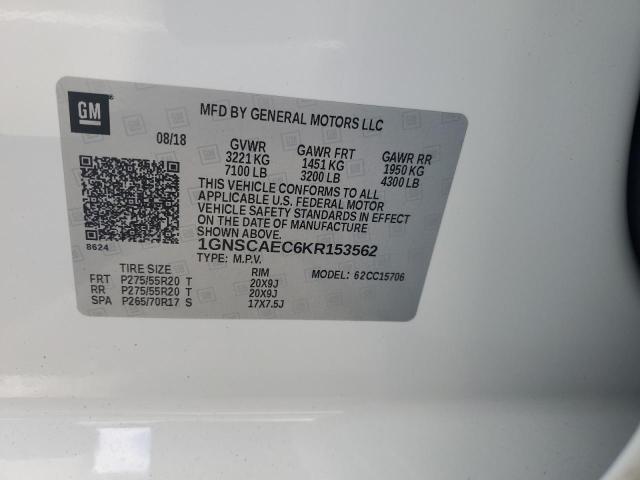 GM
MFD BY GENERAL MOTORS LLC
08/18 GVWR GAWR FRT GAWR RR
3221 KG 1451 KG 1950 KG
7100 LB 3200 LB 4300 LB
THIS VEHICLE CONFORMS TO ALL
APPLICABLE U.S. FEDERAL MOTOR
VEHICLE SAFETY STANDARDS IN EFFECT
ON THE DATE OF MANUFACTURE
SHOWN ABOVE.
8624
1GNSCAEC6KR153562
TYPE: M.P.V. MODEL: 62CC15706
TIRE SIZE RIM
FRT P275/55R20 T 20X9J
RR P275/55R20 T 20X9J
SPA P265/70R17 S 17X7.5J